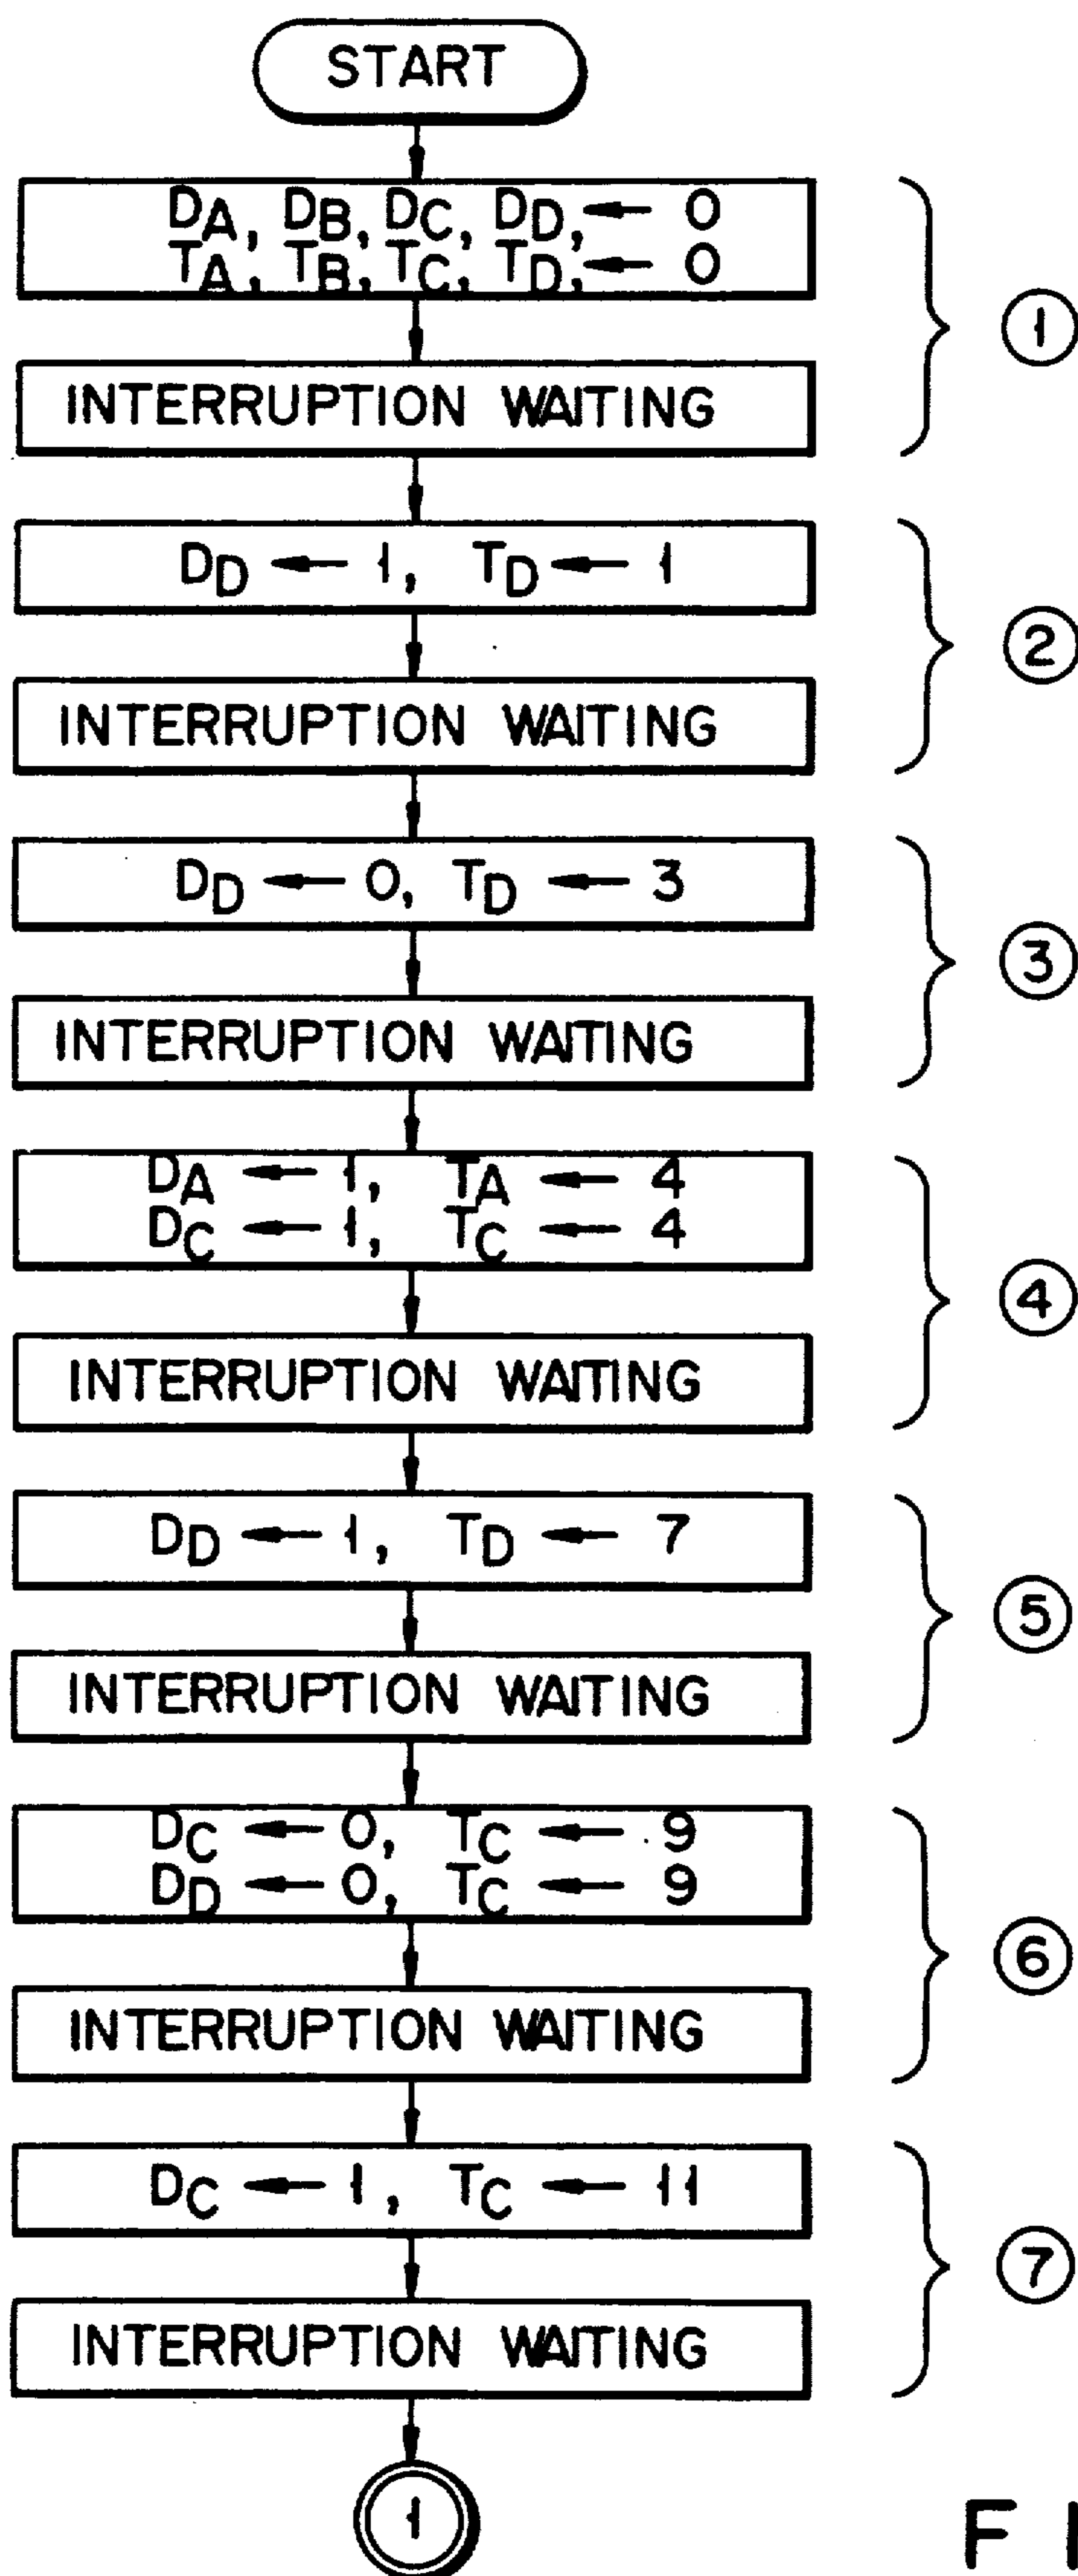 START
DA, DB, DC, DD, ← 0
TA, TB, TC, TD, ← 0
①
INTERRUPTION WAITING
DD ← 1, TD ← 1
②
INTERRUPTION WAITING
DD ← 0, TD ← 3
③
INTERRUPTION WAITING
DA ← 1, TA ← 4
DC ← 1, TC ← 4
④
INTERRUPTION WAITING
DD ← 1, TD ← 7
⑤
INTERRUPTION WAITING
DC ← 0, TC ← 9
DD ← 0, TC ← 9
⑥
INTERRUPTION WAITING
DC ← 1, TC ← 11
⑦
INTERRUPTION WAITING
1
F I